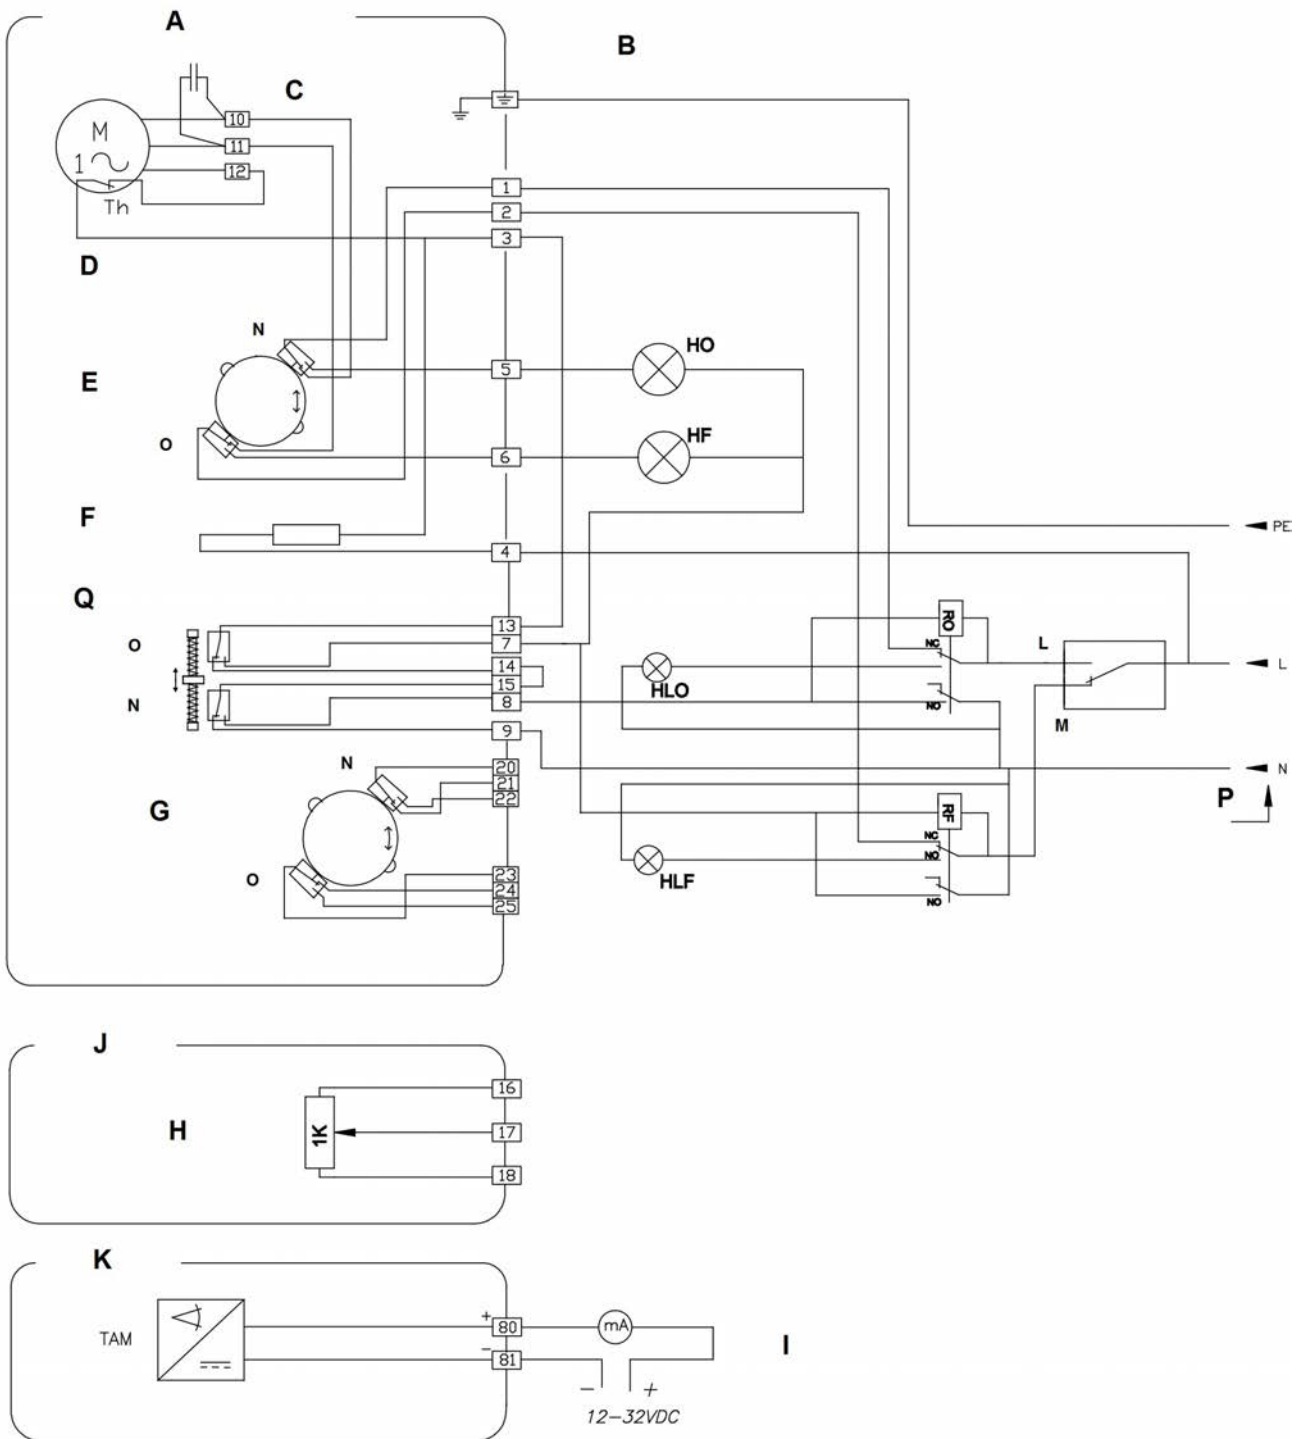 A
B
C
10
M
11
1
12
Th
1
2
3
D
N
HO
5
E
HF
O
6
F
PE
4
Q
13
RO
O
7
NC
L
14
L
15
HLO
N
8
NO
M
9
N
20
N
21
22
P
G
RF
NC
NO
23
O
24
HLF
25
NO
J
16
H
1K
17
18
K
+
80
mA
TAM
I
−
81
− +
12-32VDC